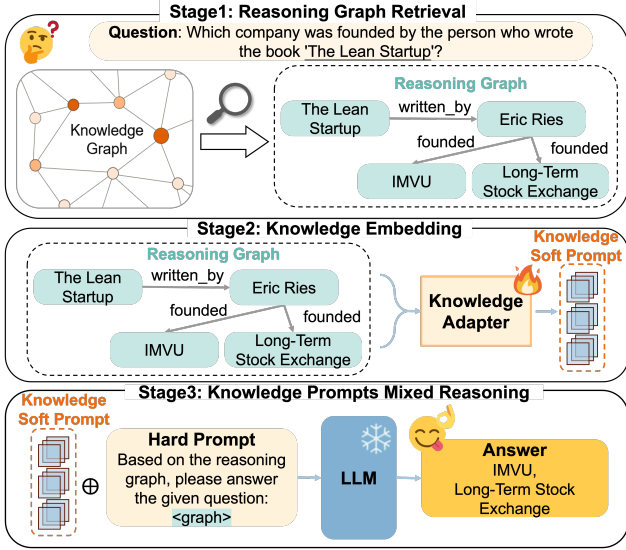 Stage1: Reasoning Graph Retrieval
Question: Which company was founded by the person who wrote
the book 'The Lean Startup'?
Knowledge
Graph
Reasoning Graph
The Lean
Startup
written_by
Eric Ries
founded
founded
IMVU
Long-Term
Stock Exchange
Stage2: Knowledge Embedding
Reasoning Graph
The Lean
Startup
written_by
Eric Ries
founded
founded
IMVU
Long-Term
Stock Exchange
Knowledge
Adapter
Knowledge
Soft Prompt
Stage3: Knowledge Prompts Mixed Reasoning
Knowledge
Soft Prompt
Hard Prompt
Based on the reasoning
graph, please answer
the given question:
<graph>
LLM
Answer
IMVU,
Long-Term Stock
Exchange